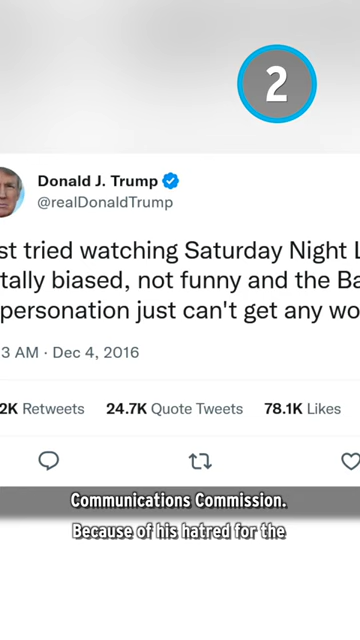 2
Donald J. Trump
@realDonaldTrump
st tried watching Saturday Night L
tally biased, not funny and the Ba
personation just can't get any wo
3 AM · Dec 4, 2016
2K Retweets 24.7K Quote Tweets 78.1K Likes
Communications Commission.
Because of his hatred for the